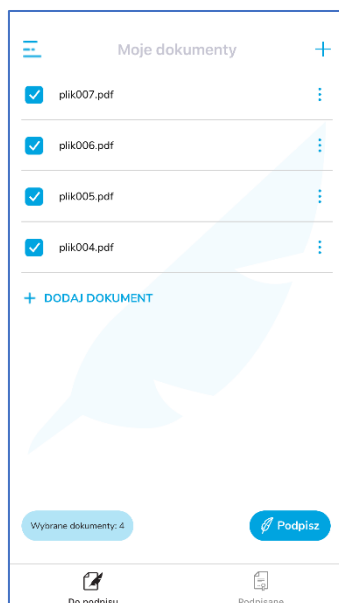 Moje dokumenty
plik007.pdf
plik006.pdf
plik005.pdf
plik004.pdf
+ DODAJ DOKUMENT
Wybrane dokumenty: 4
Podpisz
Do podpisu
Podpisane